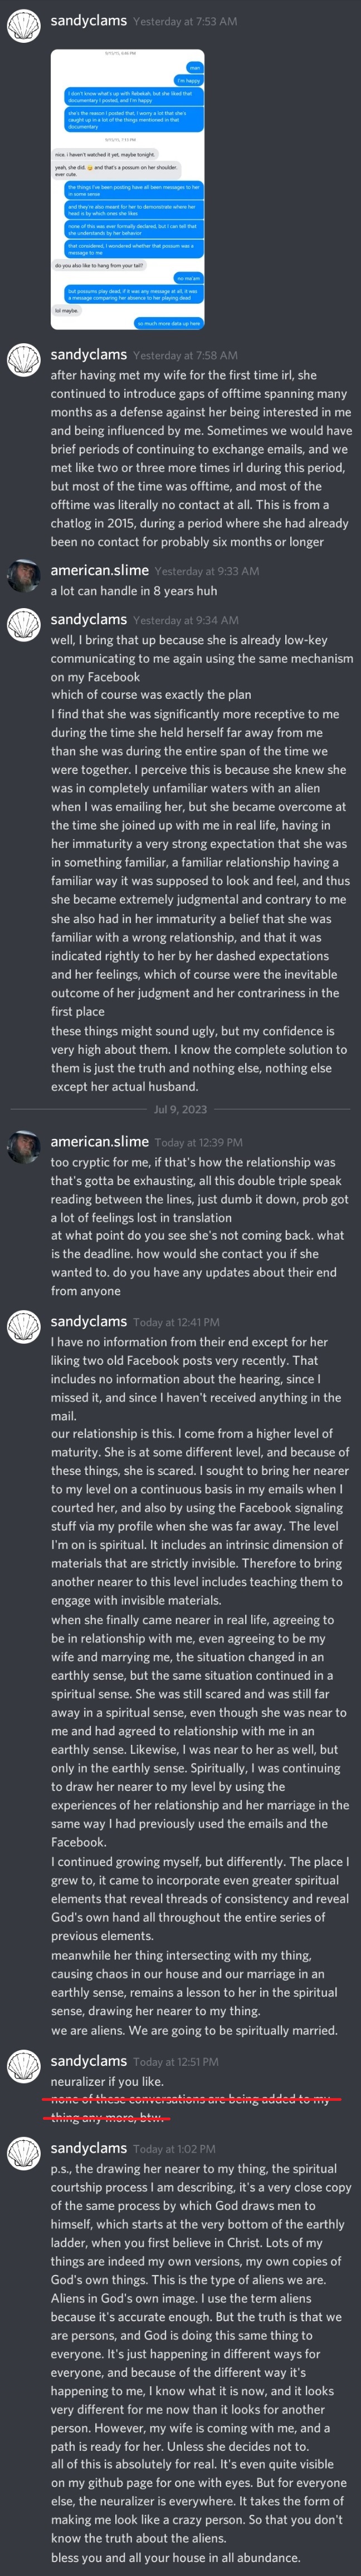 sandyclams Yesterday at 7:53 AM
man
I'm happy
I don't know what's up with Rebekah, but she liked that
documentary I posted, and I'm happy
she's the reason I posted it, I worry a lot that she's
caught up in a lot of the things mentioned in that
documentary
nice. i haven't watched it yet, maybe tonight.
yeah, she did. 😊 and that's a possum on her shoulder.
ever cute.
the things I've been posting have all been messages to her
in some sense
and they're also meant for her to demonstrate where her
head is by which ones she likes
none of this was ever formally declared, but I can tell that
she understands by her behavior
that considered, I wondered whether that possum was a
message to me
do you also like to hang from your tail?
no ma'am
but possums play dead, if it was any message at all, it was
a message comparing her absence to her playing dead
lol maybe.
so much more data up here
sandyclams Yesterday at 7:58 AM
after having met my wife for the first time irl, she
continued to introduce gaps of offtime spanning many
months as a defense against her being interested in me
and being influenced by me. Sometimes we would have
brief periods of continuing to exchange emails, and we
met like two or three more times irl during this period,
but most of the time was offtime, and most of the
offtime was literally no contact at all. This is from a
chatlog in 2015, during a period where she had already
been no contact for probably six months or longer
american.slime Yesterday at 9:33 AM
a lot can handle in 8 years huh
sandyclams Yesterday at 9:34 AM
well, I bring that up because she is already low-key
communicating to me again using the same mechanism
on my Facebook
which of course was exactly the plan
I find that she was significantly more receptive to me
during the time she held herself far away from me
than she was during the entire span of the time we
were together. I perceive this is because she knew she
was in completely unfamiliar waters with an alien
when I was emailing her, but she became overcome at
the time she joined up with me in real life, having in
her immaturity a very strong expectation that she was
in something familiar, a familiar relationship having a
familiar way it was supposed to look and feel, and thus
she became extremely judgmental and contrary to me
she also had in her immaturity a belief that she was
familiar with a wrong relationship, and that it was
indicated rightly to her by her dashed expectations
and her feelings, which of course were the inevitable
outcome of her judgment and her contrariness in the
first place
these things might sound ugly, but my confidence is
very high about them. I know the complete solution to
them is just the truth and nothing else, nothing else
except her actual husband.
Jul 9, 2023
american.slime Today at 12:39 PM
too cryptic for me, if that's how the relationship was
that's gotta be exhausting, all this double triple speak
reading between the lines, just dumb it down, prob got
a lot of feelings lost in translation
at what point do you see she's not coming back. what
is the deadline. how would she contact you if she
wanted to. do you have any updates about their end
from anyone
sandyclams Today at 12:41 PM
I have no information from their end except for her
liking two old Facebook posts very recently. That
includes no information about the hearing, since I
missed it, and since I haven't received anything in the
mail.
our relationship is this. I come from a higher level of
maturity. She is at some different level, and because of
these things, she is scared. I sought to bring her nearer
to my level on a continuous basis in my emails when I
courted her, and also by using the Facebook signaling
stuff via my profile when she was far away. The level
I'm on is spiritual. It includes an intrinsic dimension of
materials that are strictly invisible. Therefore to bring
another nearer to this level includes teaching them to
engage with invisible materials.
when she finally came nearer in real life, agreeing to
be in relationship with me, even agreeing to be my
wife and marrying me, the situation changed in an
earthly sense, but the same situation continued in a
spiritual sense. She was still scared and was still far
away in a spiritual sense, even though she was near to
me and had agreed to relationship with me in an
earthly sense. Likewise, I was near to her as well, but
only in the earthly sense. Spiritually, I was continuing
to draw her nearer to my level by using the
experiences of her relationship and her marriage in the
same way I had previously used the emails and the
Facebook.
I continued growing myself, but differently. The place I
grew to, it came to incorporate even greater spiritual
elements that reveal threads of consistency and reveal
God's own hand all throughout the entire series of
previous elements.
meanwhile her thing intersecting with my thing,
causing chaos in our house and our marriage in an
earthly sense, remains a lesson to her in the spiritual
sense, drawing her nearer to my thing.
we are aliens. We are going to be spiritually married.
sandyclams Today at 12:51 PM
neuralizer if you like.
none of these conversations are being added to my
thing any more, btw.
sandyclams Today at 1:02 PM
p.s., the drawing her nearer to my thing, the spiritual
courtship process I am describing, it's a very close copy
of the same process by which God draws men to
himself, which starts at the very bottom of the earthly
ladder, when you first believe in Christ. Lots of my
things are indeed my own versions, my own copies of
God's own things. This is the type of aliens we are.
Aliens in God's own image. I use the term aliens
because it's accurate enough. But the truth is that we
are persons, and God is doing this same thing to
everyone. It's just happening in different ways for
everyone, and because of the different way it's
happening to me, I know what it is now, and it looks
very different for me now than it looks for another
person. However, my wife is coming with me, and a
path is ready for her. Unless she decides not to.
all of this is absolutely for real. It's even quite visible
on my github page for one with eyes. But for everyone
else, the neuralizer is everywhere. It takes the form of
making me look like a crazy person. So that you don't
know the truth about the aliens.
bless you and all your house in all abundance.